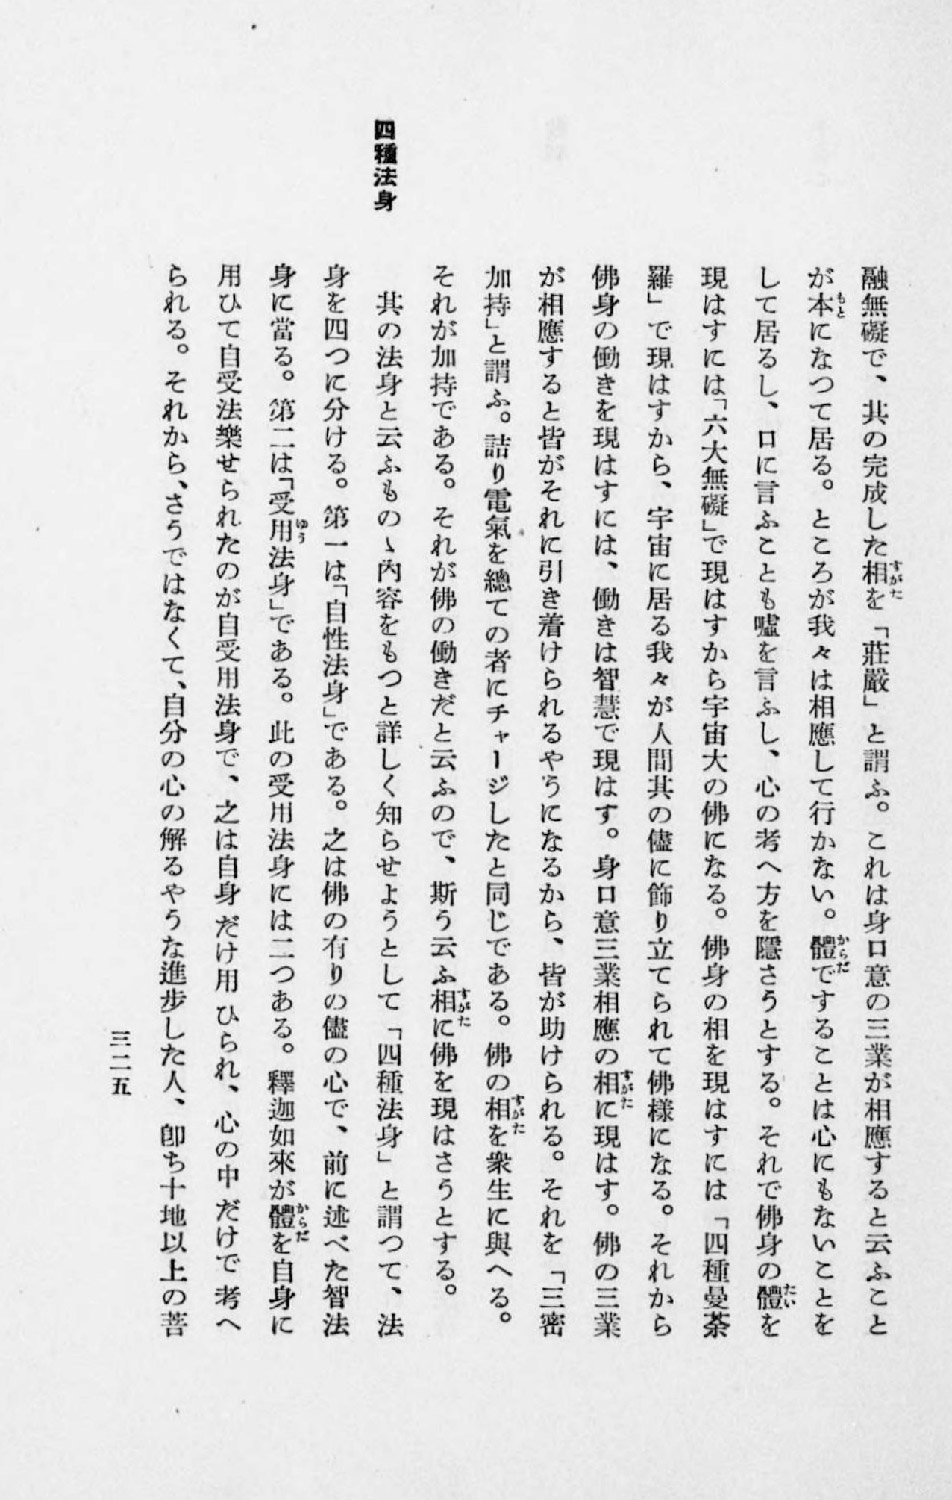 融無礙で、其の完成した相を「莊嚴」と謂ふ。これは身口意の三業が相應すると云ふこと
が本になつて居る。ところが我々は相應して行かない。體ですることは心にもないことを
して居るし、口に言ふことも嘘を言ふし、心の考へ方を隱さうとする。それで佛身の體を
現はすには「六大無礙」で現はすから宇宙大の佛になる。佛身の相を現はすには「四種曼荼
羅」で現はすから、宇宙に居る我々が人間其の儘に飾り立てられて佛樣になる。それから
佛身の働きを現はすには、働きは智慧で現はす。身口意三業相應の相に現はす。佛の三業
が相應すると皆がそれに引き着けられるやうになるから、皆が助けられる。それを「三密
加持」と謂ふ。詰り電氣を總ての者にチャージしたと同じである。佛の相を衆生に與へる。
それが加持である。それが佛の働きだと云ふので、斯う云ふ相に佛を現はさうとする。
四種法身
其の法身と云ふものゝ內容をもつと詳しく知らせようとして「四種法身」と謂つて、法
身を四つに分ける。第一は「自性法身」である。之は佛の有りの儘の心で、前に述べた智法
身に當る。第二は「受用法身」である。此の受用法身には二つある。釋迦如來が體を自身に
用ひて自受法樂せられたのが自受用法身で、之は自身だけ用ひられ、心の中だけで考へ
られる。それから、さうではなくて、自分の心の解るやうな進步した人、卽ち十地以上の菩
三二五